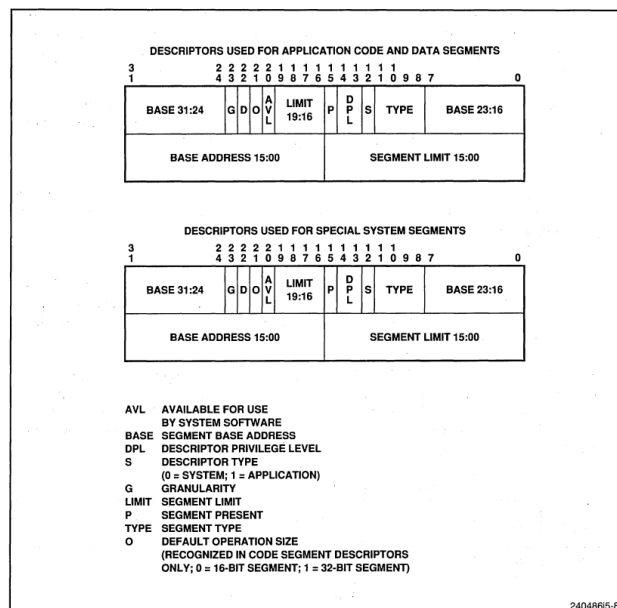 DESCRIPTORS USED FOR APPLICATION CODE AND DATA SEGMENTS
3 2 2 2 2 2 1 1 1 1 1 1 1 1 1 1
1 4 3 2 1 0 9 8 7 6 5 4 3 2 1 0 9 8 7 0
BASE 31:24 G D O AVL LIMIT 19:16 P DPL S TYPE BASE 23:16
BASE ADDRESS 15:00 SEGMENT LIMIT 15:00
DESCRIPTORS USED FOR SPECIAL SYSTEM SEGMENTS
3 2 2 2 2 2 1 1 1 1 1 1 1 1 1 1
1 4 3 2 1 0 9 8 7 6 5 4 3 2 1 0 9 8 7 0
BASE 31:24 G D O AVL LIMIT 19:16 P DPL S TYPE BASE 23:16
BASE ADDRESS 15:00 SEGMENT LIMIT 15:00
AVL AVAILABLE FOR USE
BY SYSTEM SOFTWARE
BASE SEGMENT BASE ADDRESS
DPL DESCRIPTOR PRIVILEGE LEVEL
S DESCRIPTOR TYPE
(0 = SYSTEM; 1 = APPLICATION)
G GRANULARITY
LIMIT SEGMENT LIMIT
P SEGMENT PRESENT
TYPE SEGMENT TYPE
O DEFAULT OPERATION SIZE
(RECOGNIZED IN CODE SEGMENT DESCRIPTORS
ONLY; 0 = 16-BIT SEGMENT; 1 = 32-BIT SEGMENT)
240486i5-8